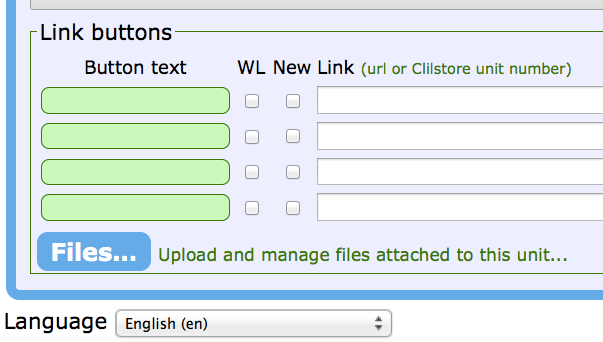 Link buttons
Button text WL New Link (url or Clilstore unit number)
Files... Upload and manage files attached to this unit...
Language English (en)